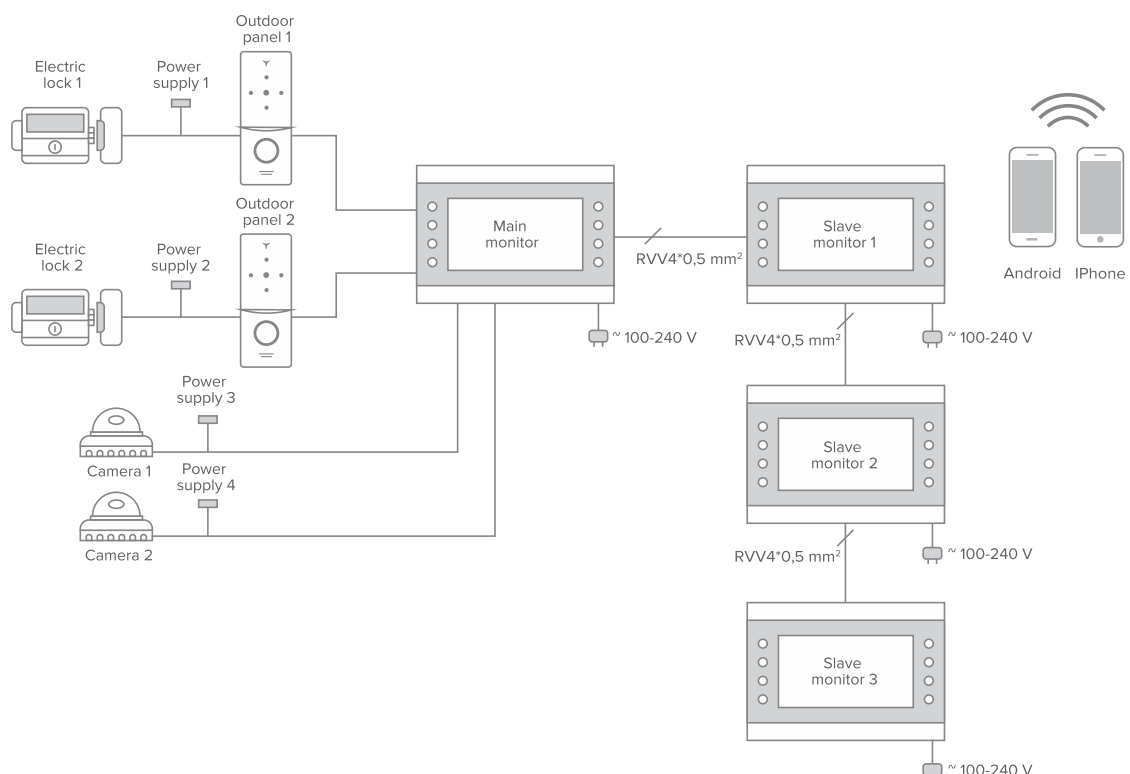 Outdoor
panel 1
Electric
lock 1
Power
supply 1
Outdoor
panel 2
Electric
lock 2
Power
supply 2
Main
monitor
RVV4*0,5 mm²
Slave
monitor 1
Android
IPhone
~ 100-240 V
RVV4*0,5 mm²
~ 100-240 V
Power
supply 3
Camera 1
Power
supply 4
Camera 2
Slave
monitor 2
RVV4*0,5 mm²
~ 100-240 V
Slave
monitor 3
~ 100-240 V